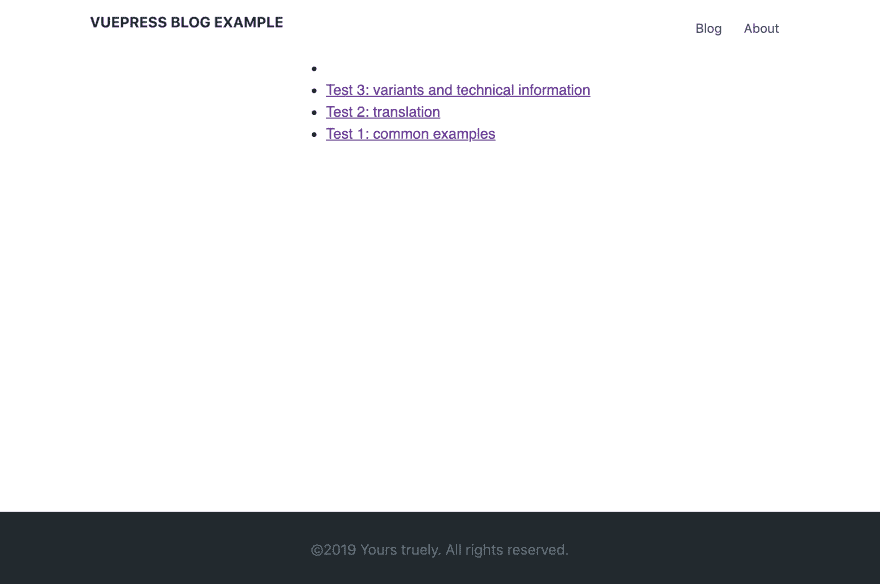 VUEPRESS BLOG EXAMPLE
Blog About
Test 3: variants and technical information
Test 2: translation
Test 1: common examples
©2019 Yours truely. All rights reserved.